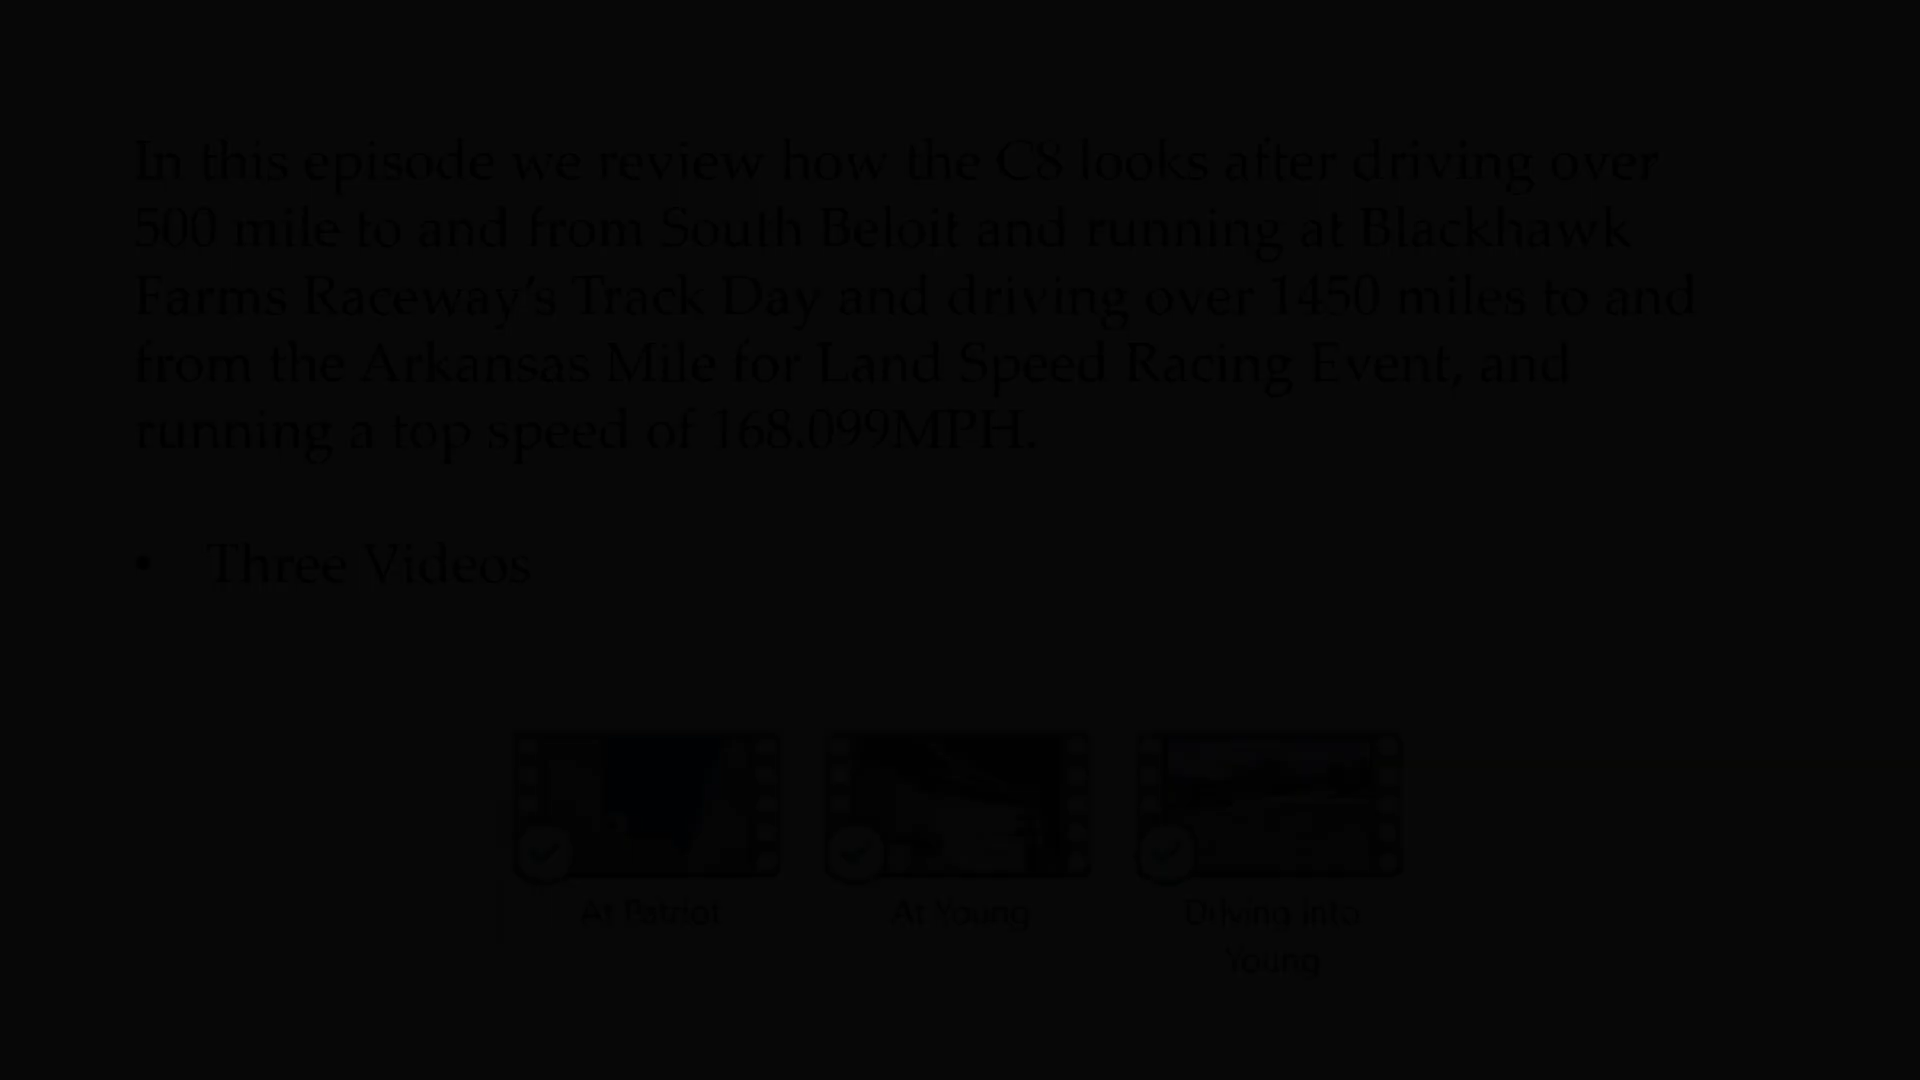 In this episode we review how the C8 looks after driving over
500 mile to and from South Beloit and running at Blackhawk
Farms Raceway's Track Day and driving over 1450 miles to and
from the Arkansas Mile for Land Speed Racing Event, and
running a top speed of 168.099MPH.
• Three Videos
At Patriot
At Young
Driving into
Young